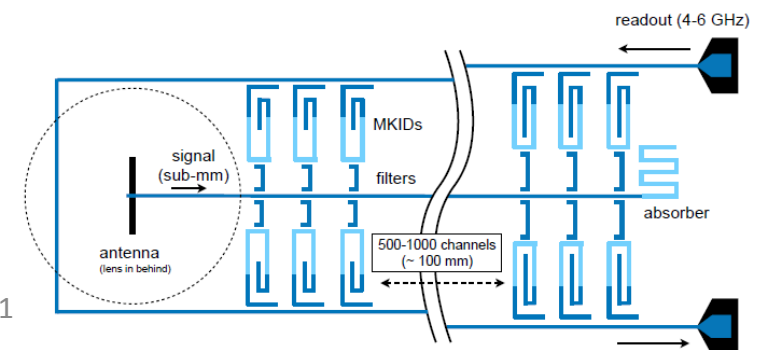 readout (4-6 GHz)
MKIDs
signal
(sub-mm)
filters
absorber
antenna
(lens in behind)
500-1000 channels
(~ 100 mm)
1